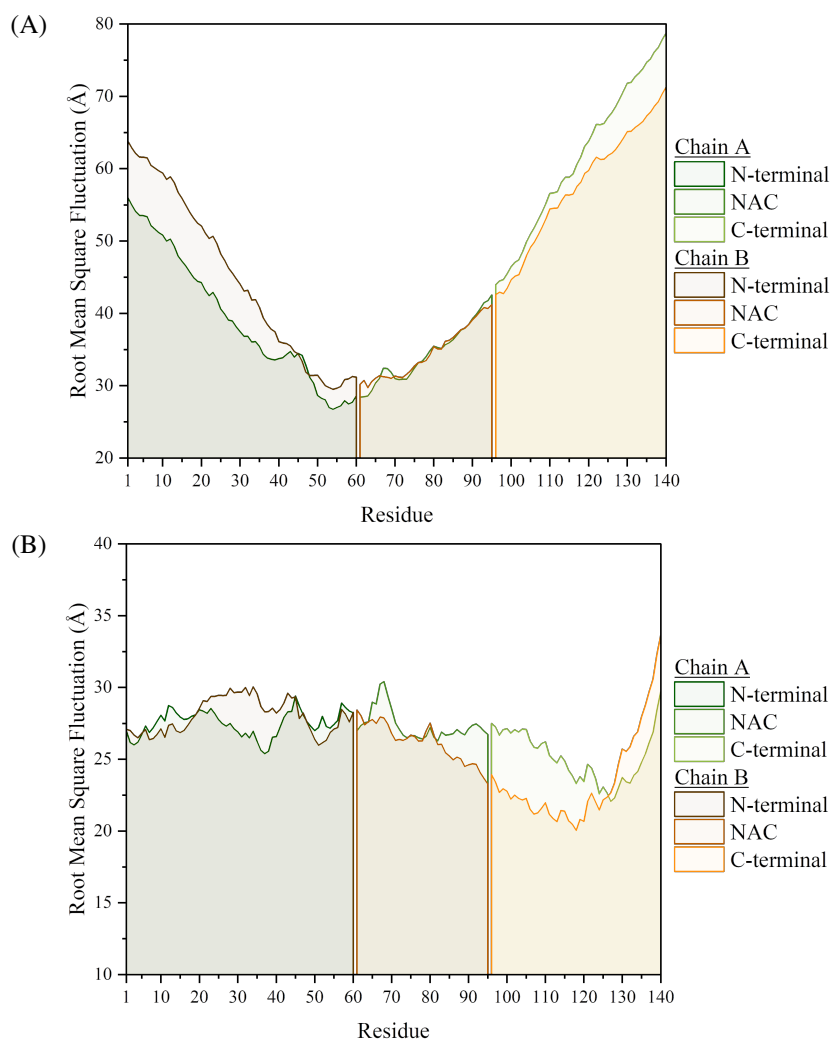 (A)
Root Mean Square Fluctuation (Å)
80
70
60
50
40
30
20
1 10 20 30 40 50 60 70 80 90 100 110 120 130 140
Residue
Chain A
N-terminal
NAC
C-terminal
Chain B
N-terminal
NAC
C-terminal
(B)
Root Mean Square Fluctuation (Å)
40
35
30
25
20
15
10
1 10 20 30 40 50 60 70 80 90 100 110 120 130 140
Residue
Chain A
N-terminal
NAC
C-terminal
Chain B
N-terminal
NAC
C-terminal